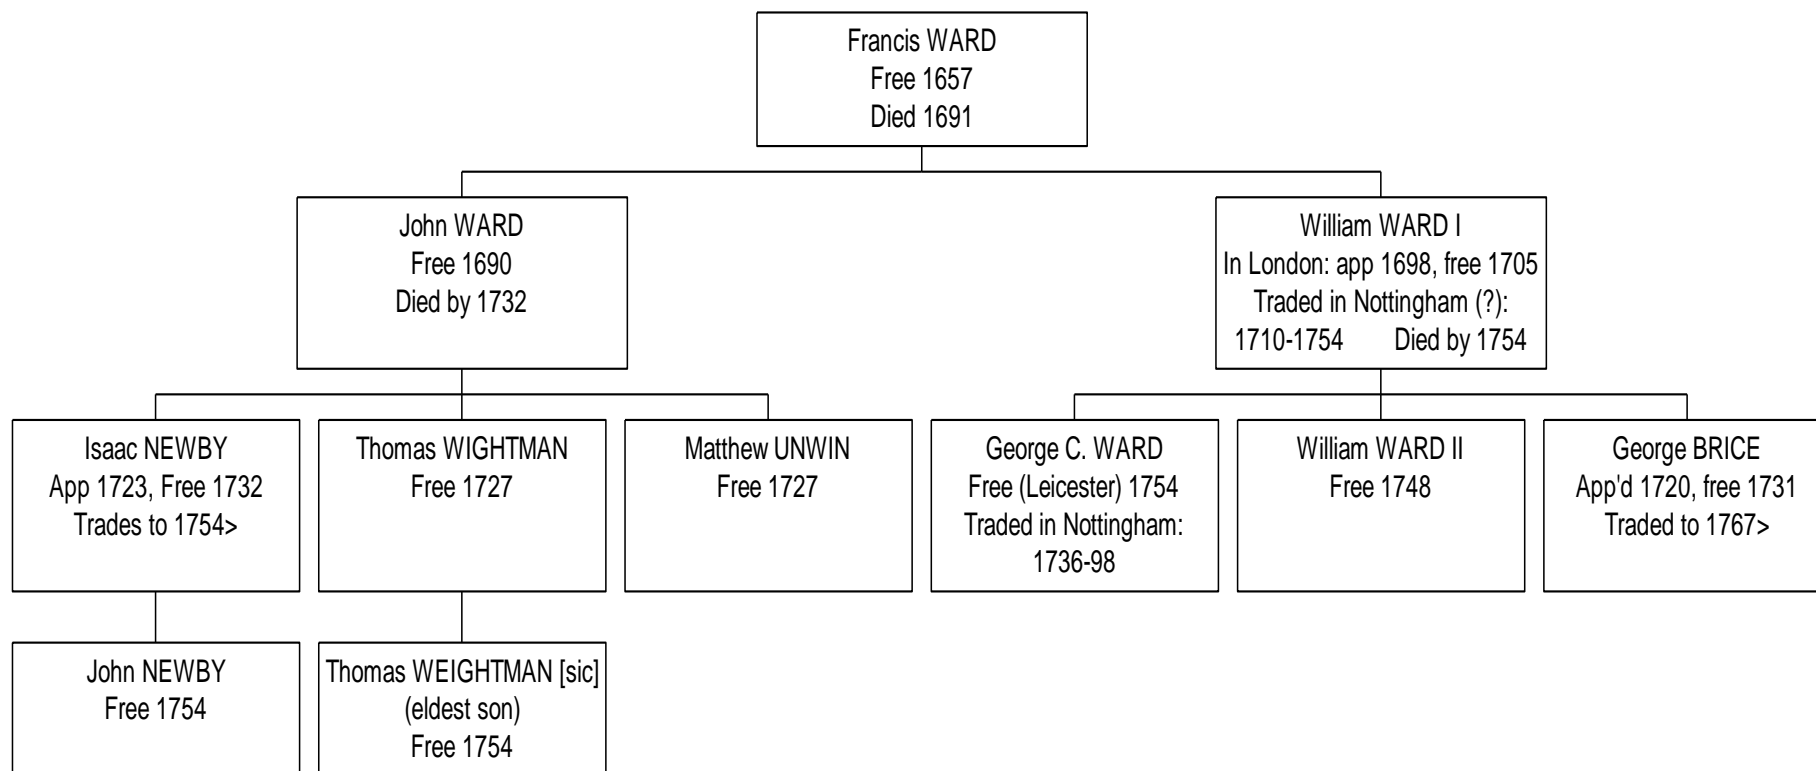 Francis WARD
Free 1657
Died 1691
John WARD
Free 1690
Died by 1732
William WARD I
In London: app 1698, free 1705
Traded in Nottingham (?):
1710-1754 Died by 1754
Isaac NEWBY
App 1723, Free 1732
Trades to 1754>
Thomas WIGHTMAN
Free 1727
Matthew UNWIN
Free 1727
George C. WARD
Free (Leicester) 1754
Traded in Nottingham:
1736-98
William WARD II
Free 1748
George BRICE
App'd 1720, free 1731
Traded to 1767>
John NEWBY
Free 1754
Thomas WEIGHTMAN [sic]
(eldest son)
Free 1754